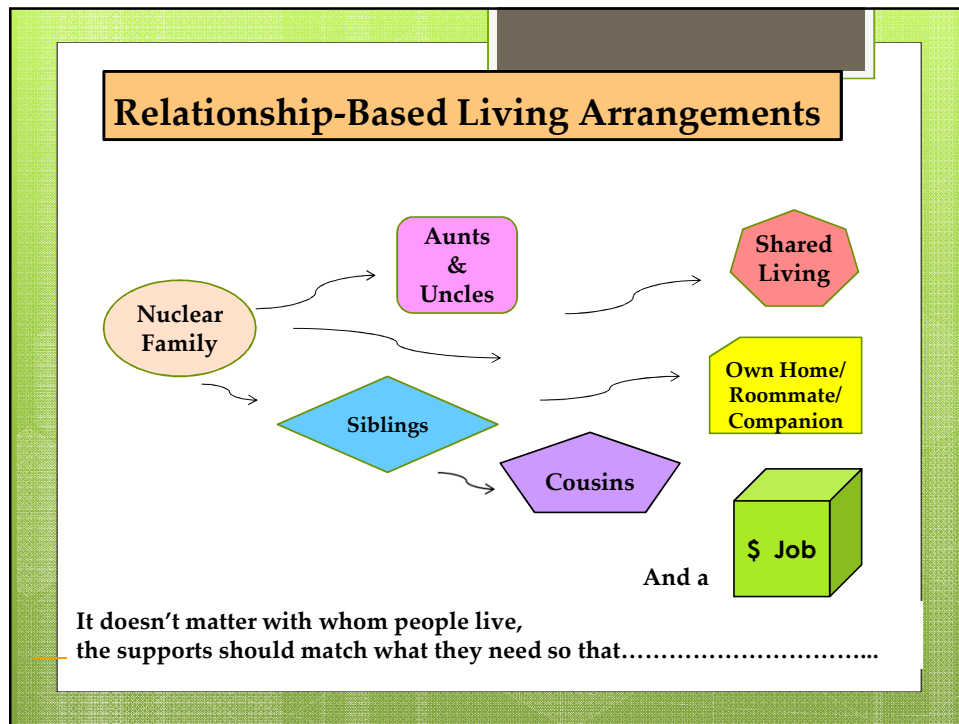 Relationship-Based Living Arrangements
Aunts
&
Uncles
Shared
Living
Nuclear
Family
Own Home/
Roommate/
Companion
Siblings
Cousins
$ Job
And a
It doesn’t matter with whom people live,
the supports should match what they need so that…………………………...